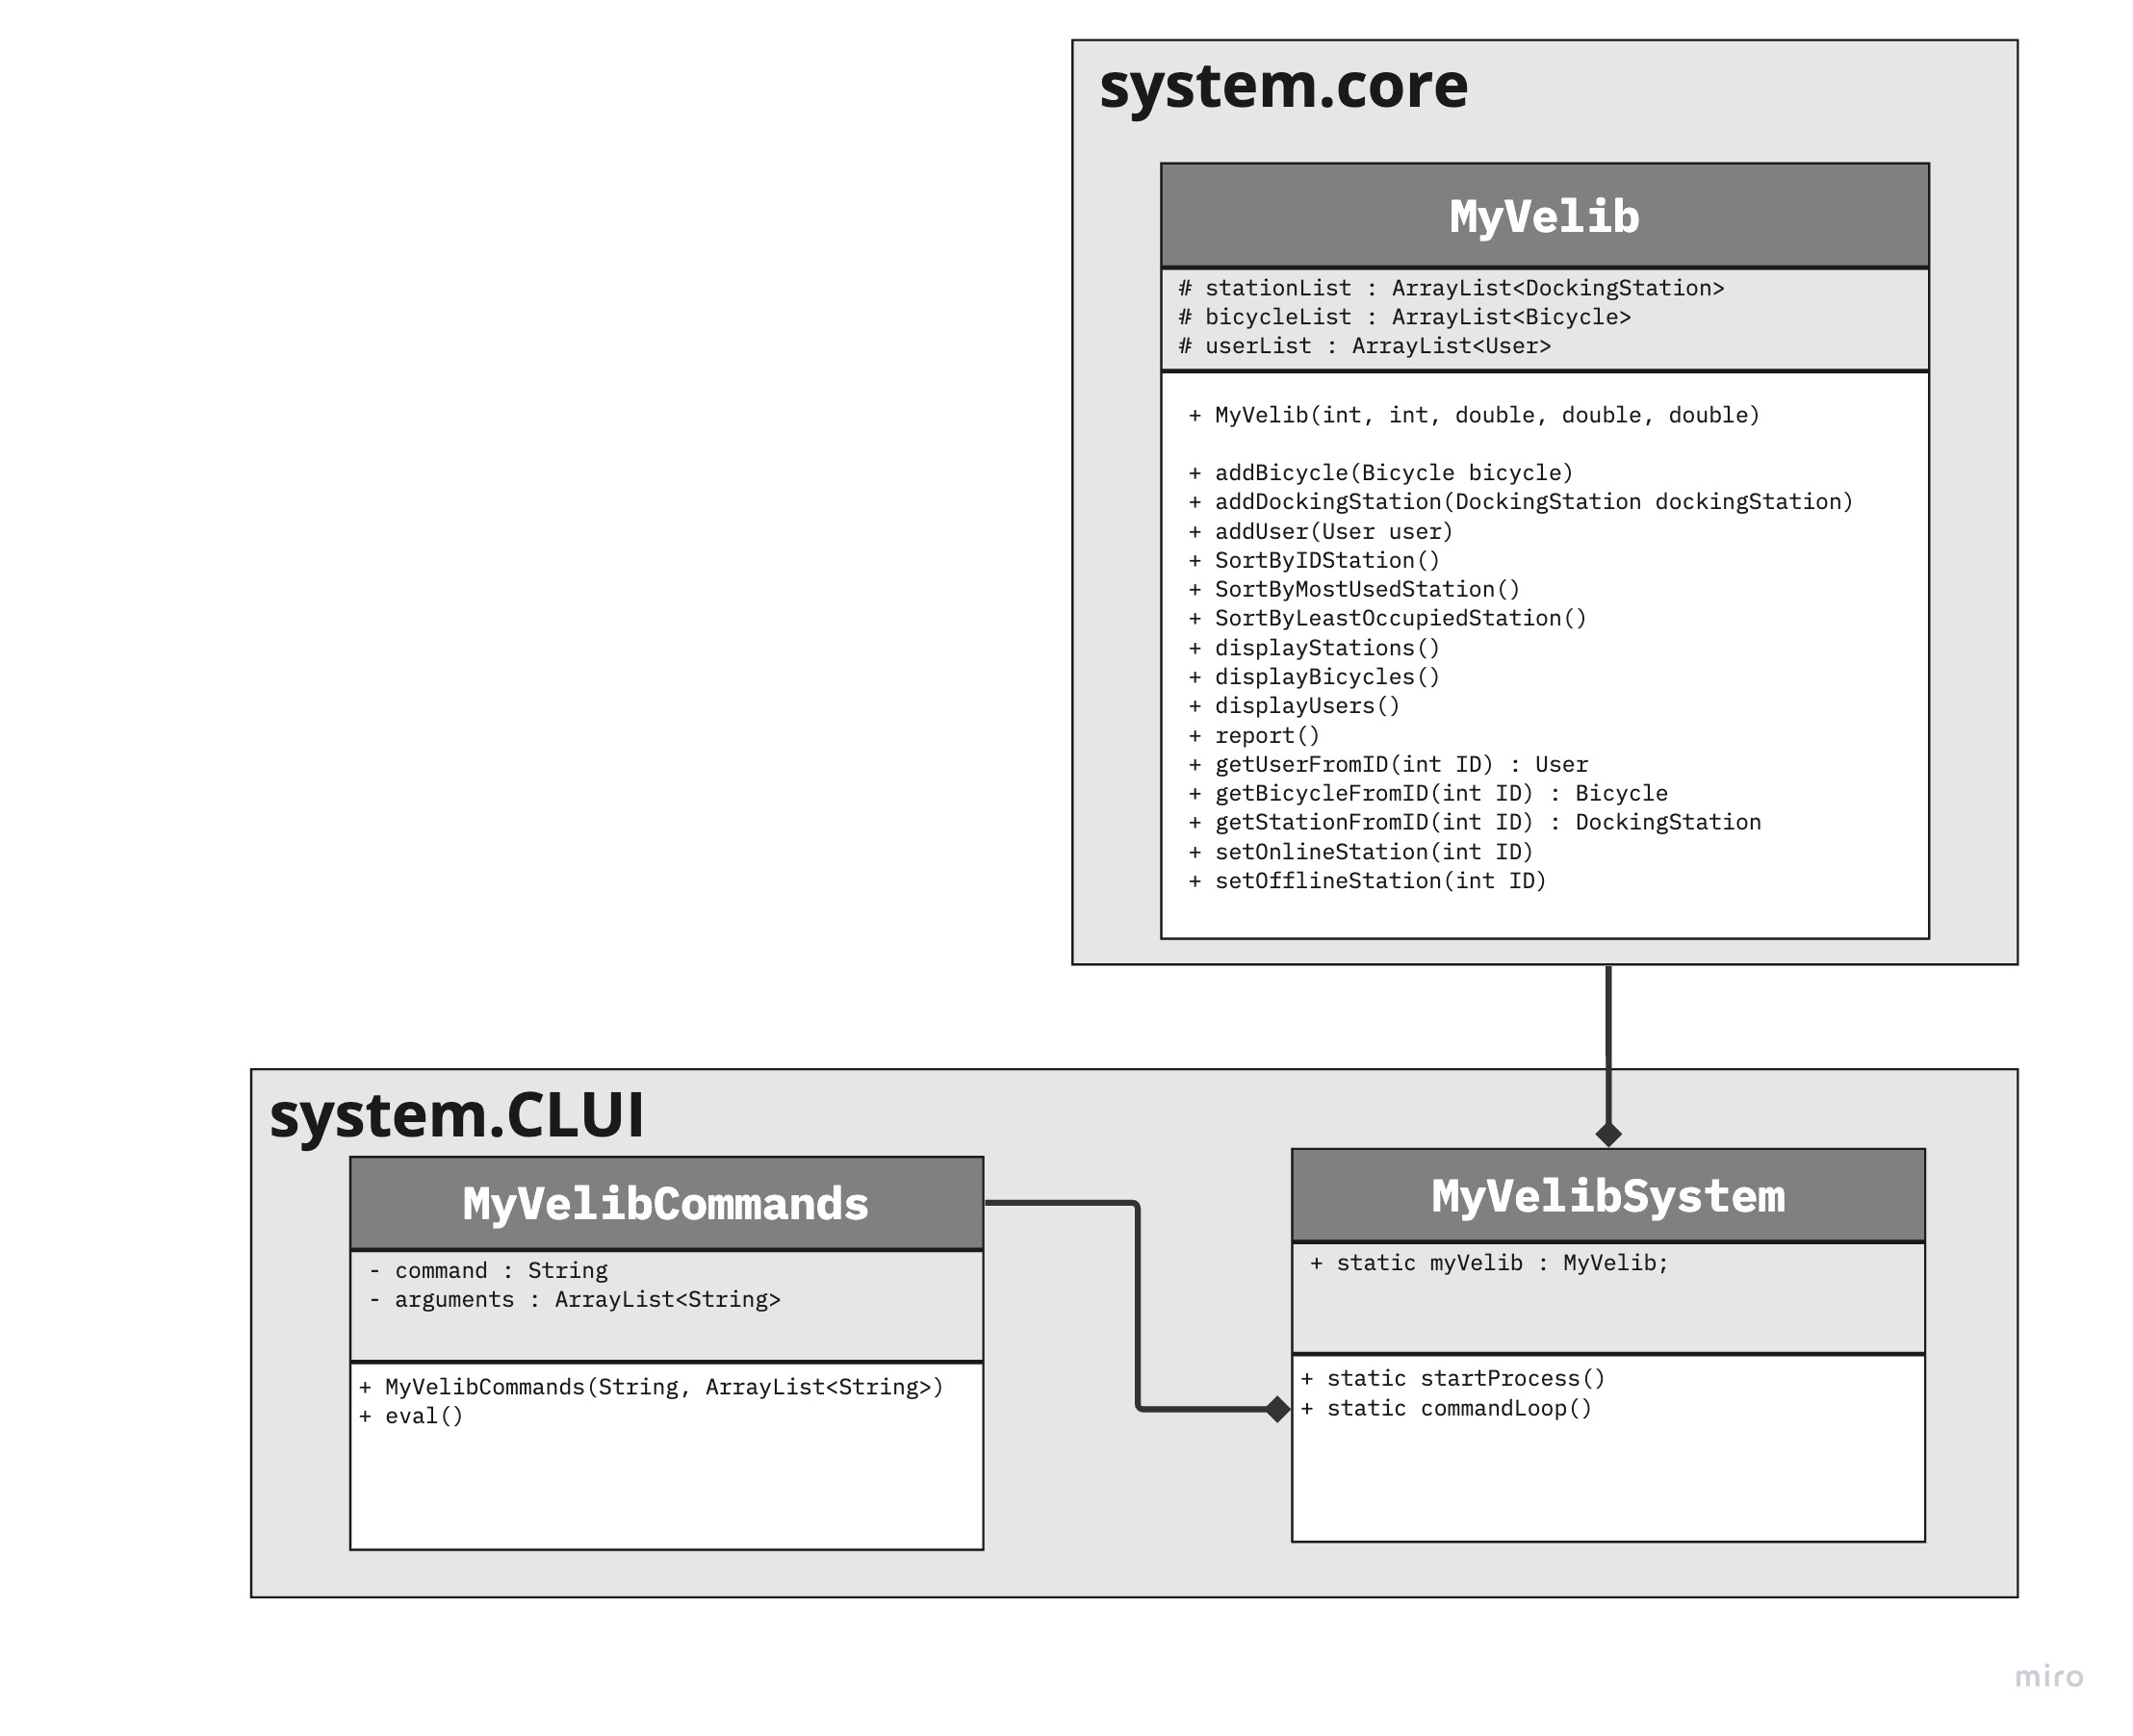 system.core
MyVelib
# stationList : ArrayList<DockingStation>
# bicycleList : ArrayList<Bicycle>
# userList : ArrayList<User>
+ MyVelib(int, int, double, double, double)
+ addBicycle(Bicycle bicycle)
+ addDockingStation(DockingStation dockingStation)
+ addUser(User user)
+ SortByIDStation()
+ SortByMostUsedStation()
+ SortByLeastOccupiedStation()
+ displayStations()
+ displayBicycles()
+ displayUsers()
+ report()
+ getUserFromID(int ID) : User
+ getBicycleFromID(int ID) : Bicycle
+ getStationFromID(int ID) : DockingStation
+ setOnlineStation(int ID)
+ setOfflineStation(int ID)
system.CLUI
MyVelibCommands
- command : String
- arguments : ArrayList<String>
+ MyVelibCommands(String, ArrayList<String>)
+ eval()
MyVelibSystem
+ static myVelib : MyVelib;
+ static startProcess()
+ static commandLoop()
miro